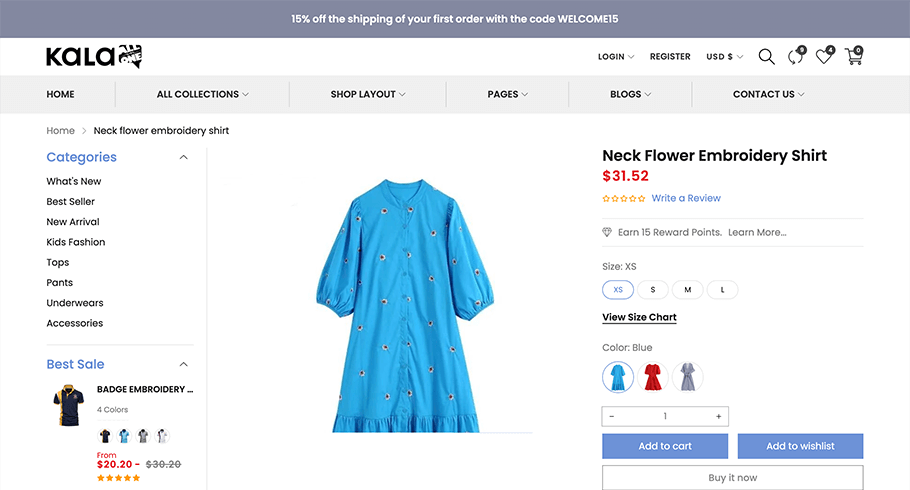 15% off the shipping of your first order with the code WELCOME15
KALA
ONE
LOGIN
REGISTER
USD $
0
4
0
HOME
ALL COLLECTIONS
SHOP LAYOUT
PAGES
BLOGS
CONTACT US
Home > Neck flower embroidery shirt
Categories
What's New
Best Seller
New Arrival
Kids Fashion
Tops
Pants
Underwears
Accessories
Best Sale
BADGE EMBROIDERY ...
4 Colors
From
$20.20 - $30.20
Neck Flower Embroidery Shirt
$31.52
Write a Review
Earn 15 Reward Points. Learn More...
Size: XS
XS S M L
View Size Chart
Color: Blue
- 1 +
Add to cart
Add to wishlist
Buy it now